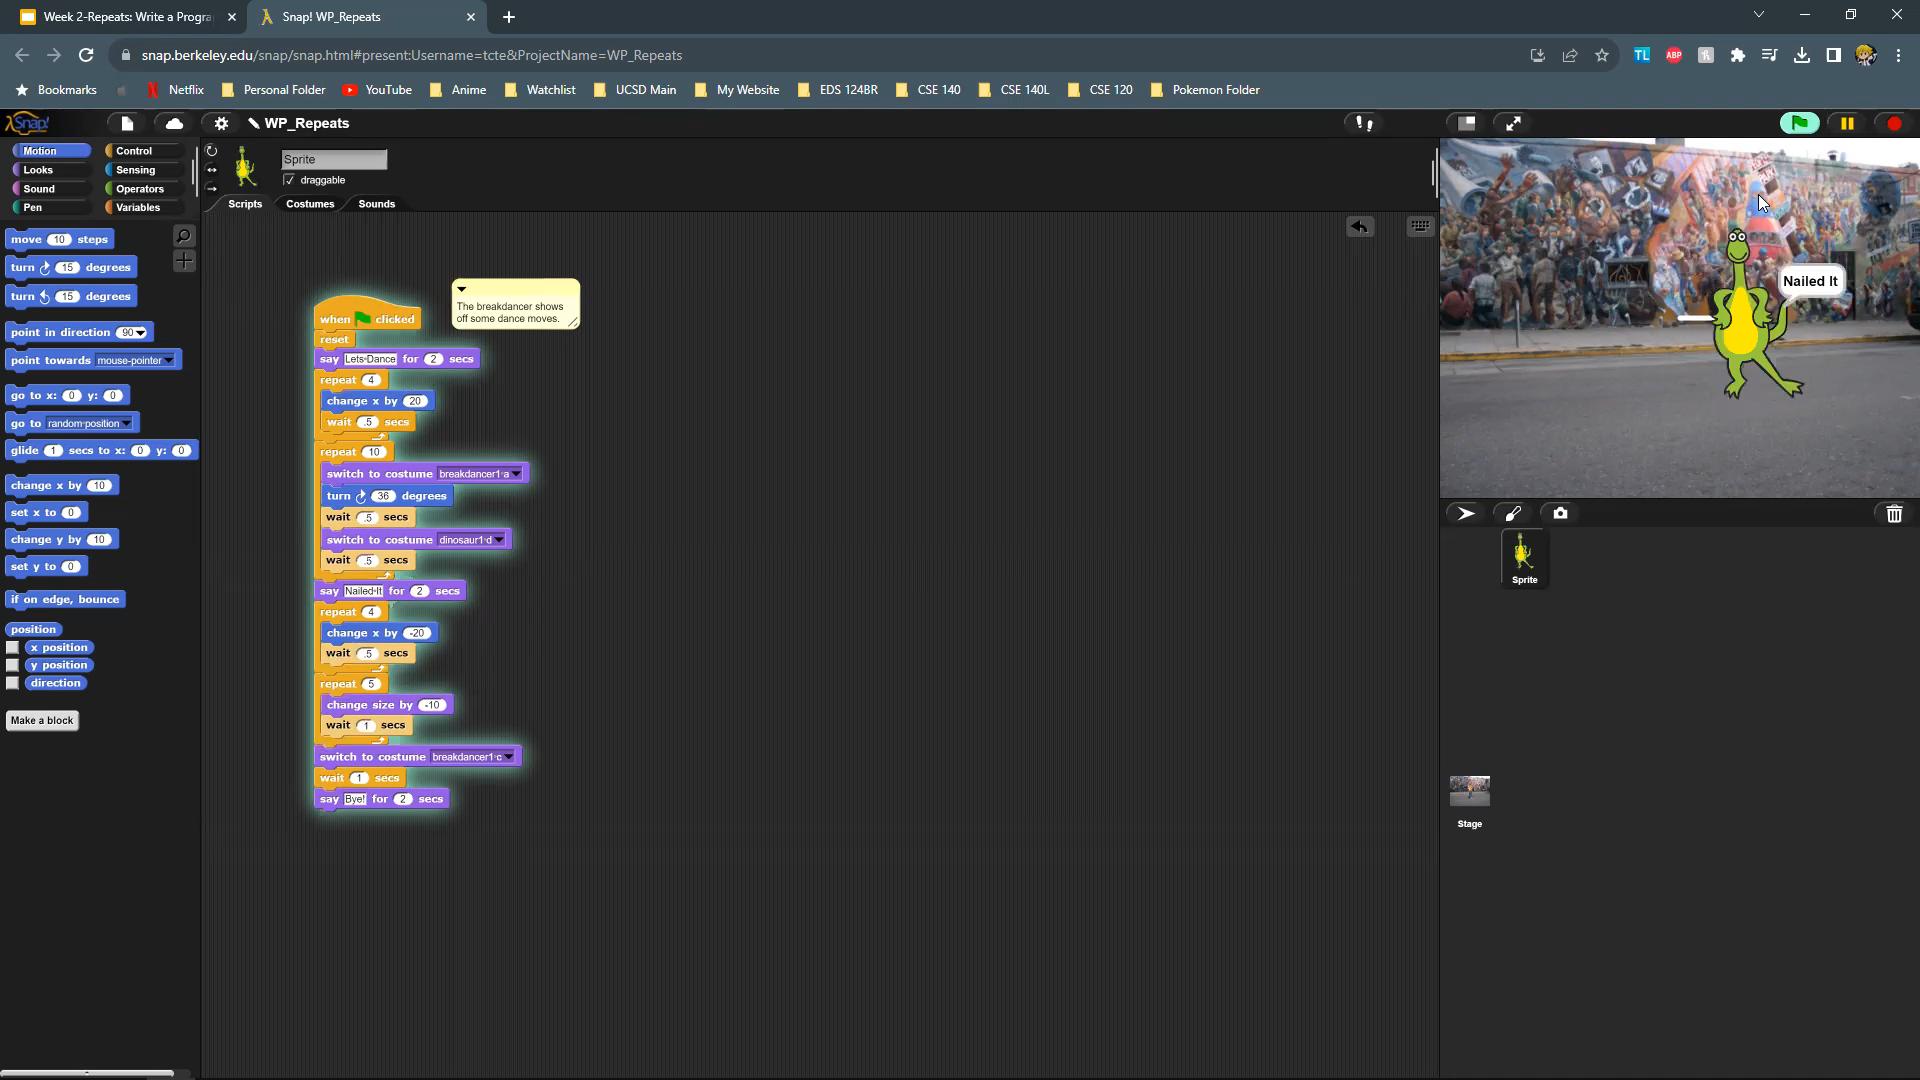 Week 2-Repeats: Write a Progra
Snap! WP_Repeats
snap.berkeley.edu/snap/snap.html#present:Username=tcte&ProjectName=WP_Repeats
TL
ABP
Bookmarks
Netflix
Personal Folder
YouTube
Anime
Watchlist
UCSD Main
My Website
EDS 124BR
CSE 140
CSE 140L
CSE 120
Pokemon Folder
Snap!
WP_Repeats
Motion
Control
Looks
Sensing
Sound
Operators
Pen
Variables
Sprite
draggable
Scripts
Costumes
Sounds
move 10 steps
turn 15 degrees
turn 15 degrees
point in direction 90
point towards mouse-pointer
go to x: 0 y: 0
go to random·position
glide 1 secs to x: 0 y: 0
change x by 10
set x to 0
change y by 10
set y to 0
if on edge, bounce
position
x position
y position
direction
Make a block
The breakdancer shows
off some dance moves.
when clicked
reset
say Lets·Dance for 2 secs
repeat 4
change x by 20
wait .5 secs
repeat 10
switch to costume breakdancer1·a
turn 36 degrees
wait .5 secs
switch to costume dinosaur1·d
wait .5 secs
say Nailed·It for 2 secs
repeat 4
change x by -20
wait .5 secs
repeat 5
change size by -10
wait 1 secs
switch to costume breakdancer1·c
wait 1 secs
say Bye! for 2 secs
Nailed It
Sprite
Stage